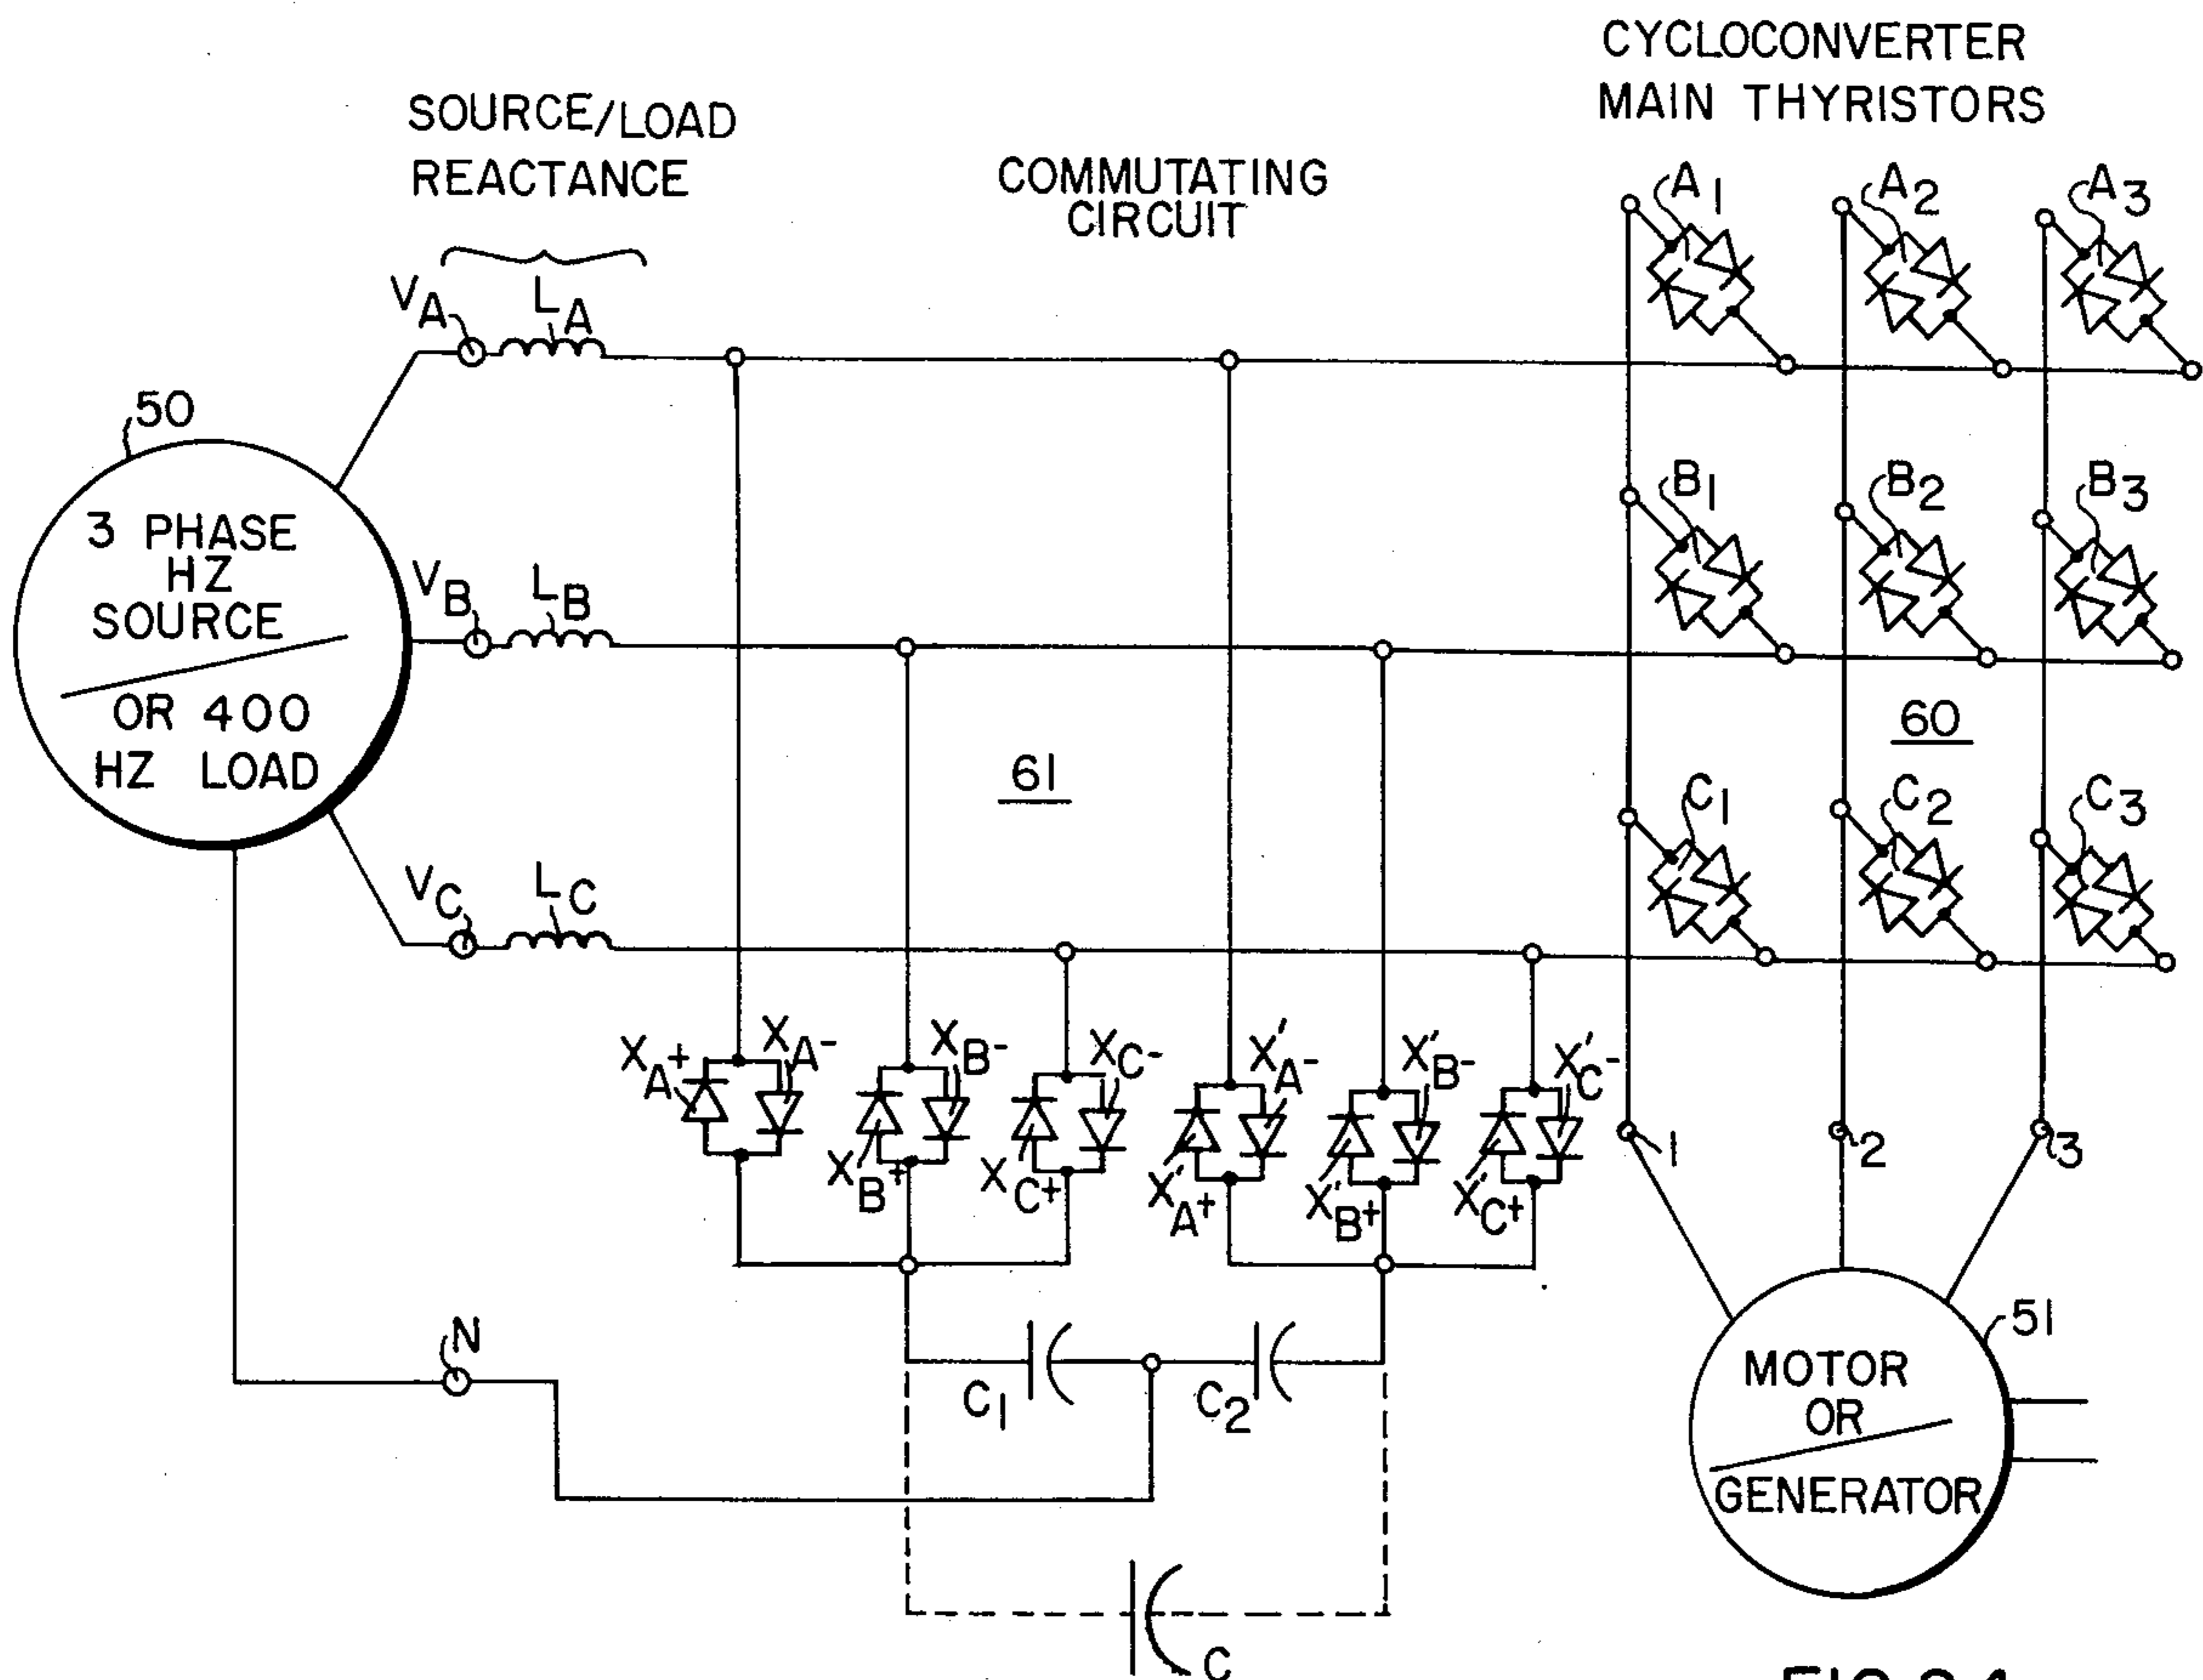 CYCLOCONVERTER
MAIN THYRISTORS
SOURCE/LOAD
REACTANCE
COMMUTATING
CIRCUIT
A1
A2
A3
VA
LA
50
3 PHASE
HZ
SOURCE
OR 400
HZ LOAD
VB
LB
B1
B2
B3
60
61
VC
LC
C1
C2
C3
XA+
XA-
XB-
XC-
X'A-
X'B-
X'C-
XB+
XC+
X'A+
X'B+
X'C+
1
2
3
N
C1
C2
51
MOTOR
OR
GENERATOR
C